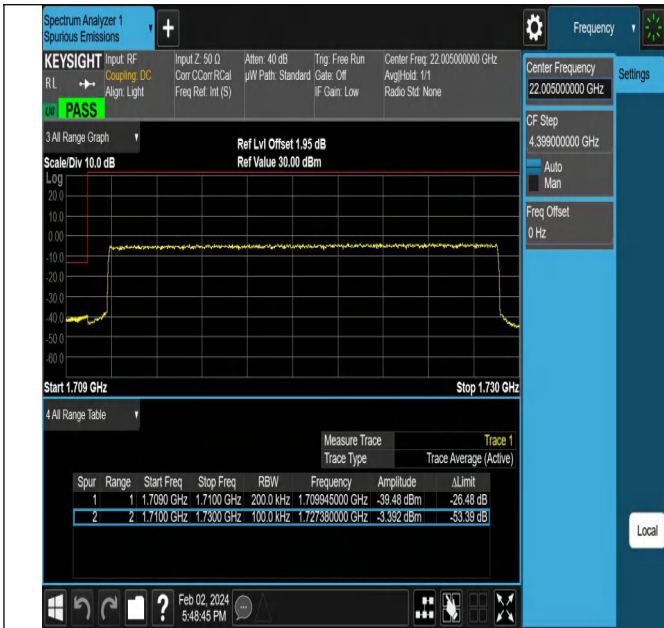 Spectrum Analyzer 1
Spurious Emissions
Frequency
KEYSIGHT Input: RF Input Z: 50 Ω Atten: 40 dB Trig: Free Run Center Freq: 22.005000000 GHz
RL Coupling: DC Corr CCorr RCal µW Path: Standard Gate: Off Avg|Hold: 1/1
Align: Light Freq Ref: Int (S) IF Gain: Low Radio Std: None
PASS
Center Frequency
22.005000000 GHz
Settings
CF Step
4.399000000 GHz
Auto
Man
Freq Offset
0 Hz
3 All Range Graph
Ref Lvl Offset 1.95 dB
Scale/Div 10.0 dB Ref Value 30.00 dBm
Log
20.0
10.0
0.00
-10.0
-20.0
-30.0
-40.0
-50.0
-60.0
Start 1.709 GHz Stop 1.730 GHz
4 All Range Table
Measure Trace Trace 1
Trace Type Trace Average (Active)
Spur Range Start Freq Stop Freq RBW Frequency Amplitude ΔLimit
1 1 1.7090 GHz 1.7100 GHz 200.0 kHz 1.709945000 GHz -39.48 dBm -26.48 dB
2 2 1.7100 GHz 1.7300 GHz 100.0 kHz 1.727380000 GHz -3.392 dBm -53.39 dB
Local
?
Feb 02, 2024
5:48:45 PM